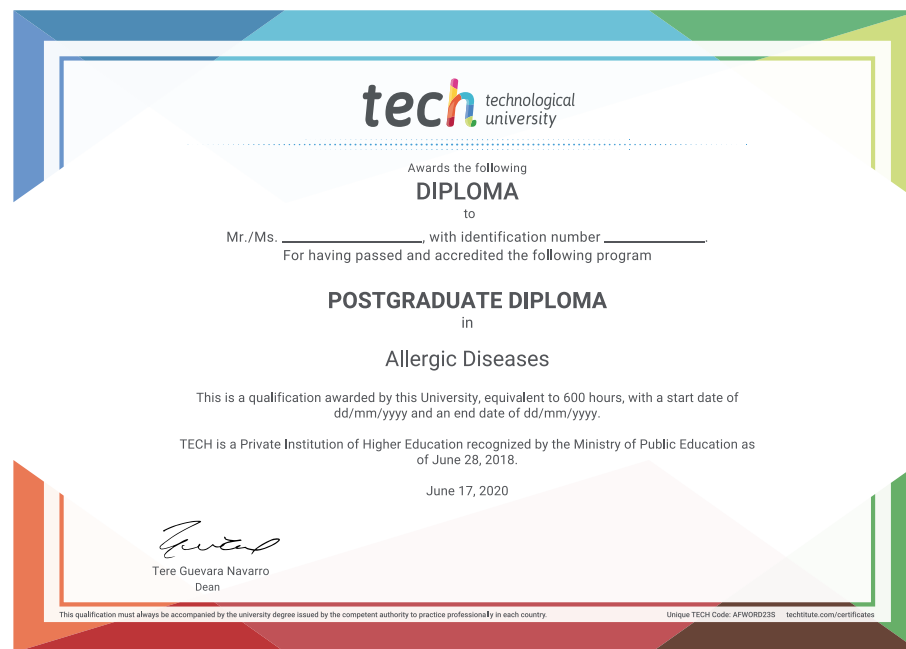 tech technological
university
Awards the following
DIPLOMA
to
Mr./Ms. ____________________, with identification number ______________.
For having passed and accredited the following program
POSTGRADUATE DIPLOMA
in
Allergic Diseases
This is a qualification awarded by this University, equivalent to 600 hours, with a start date of
dd/mm/yyyy and an end date of dd/mm/yyyy.
TECH is a Private Institution of Higher Education recognized by the Ministry of Public Education as
of June 28, 2018.
June 17, 2020
Tere Guevara Navarro
Dean
This qualification must always be accompanied by the university degree issued by the competent authority to practice professionally in each country. Unique TECH Code: AFWORD23S techtitute.com/certificates